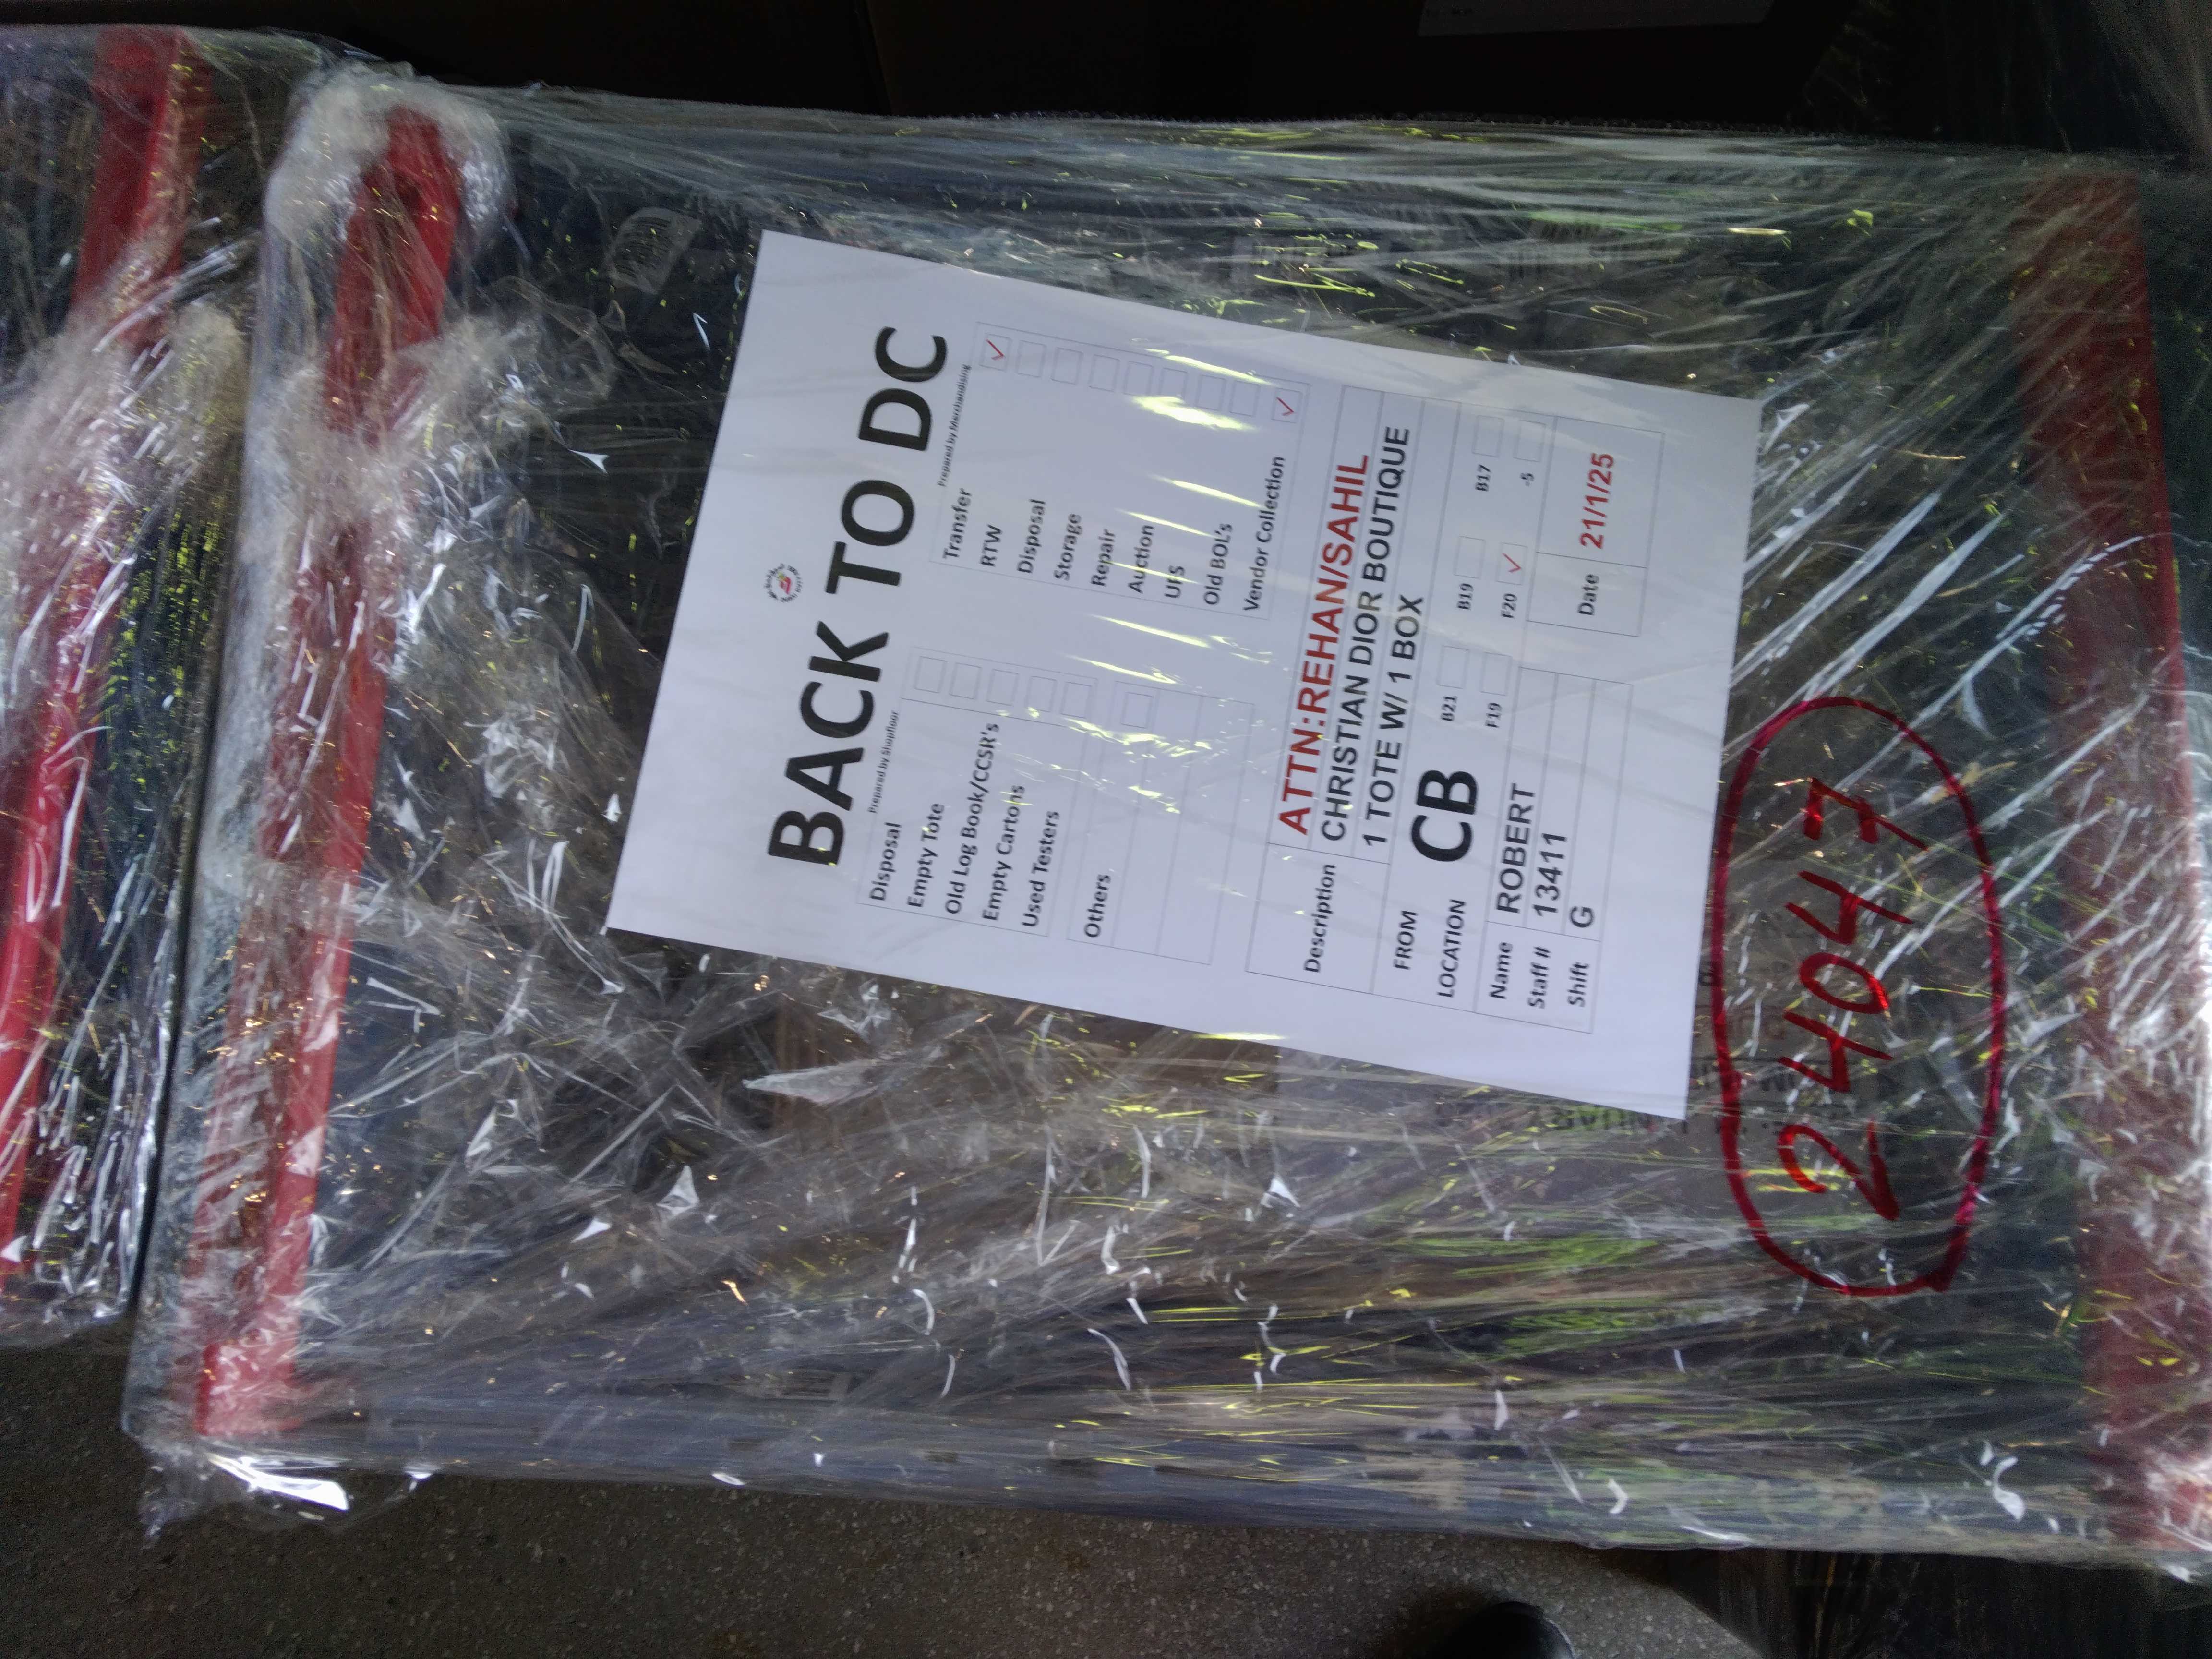 BACK TO DC
Prepared by Shopfloor
Prepared by Merchandising
Disposal
Empty Tote
Old Log Book/CCSR's
Empty Cartons
Used Testers
Others
Transfer
RTW
Disposal
Storage
Repair
Auction
UFS
Old BOL's
Vendor Collection
Description
ATTN:REHAN/SAHIL
CHRISTIAN DIOR BOUTIQUE
1 TOTE W/ 1 BOX
FROM
LOCATION CB
B21 B19 B17
F19 F20 -5
Name ROBERT
Staff # 13411
Shift G
Date 21/1/25
24047